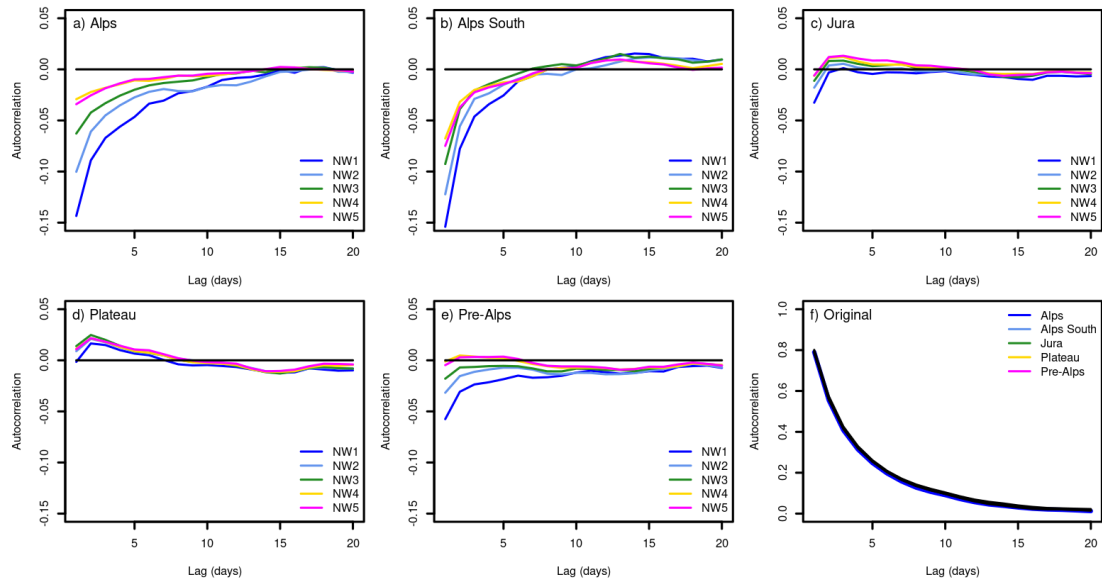 a) Alps
Autocorrelation
0.05
0.00
-0.05
-0.10
-0.15
NW1
NW2
NW3
NW4
NW5
5 10 15 20
Lag (days)
b) Alps South
Autocorrelation
0.05
0.00
-0.05
-0.10
-0.15
NW1
NW2
NW3
NW4
NW5
5 10 15 20
Lag (days)
c) Jura
Autocorrelation
0.05
0.00
-0.05
-0.10
-0.15
NW1
NW2
NW3
NW4
NW5
5 10 15 20
Lag (days)
d) Plateau
Autocorrelation
0.05
0.00
-0.05
-0.10
-0.15
NW1
NW2
NW3
NW4
NW5
5 10 15 20
Lag (days)
e) Pre-Alps
Autocorrelation
0.05
0.00
-0.05
-0.10
-0.15
NW1
NW2
NW3
NW4
NW5
5 10 15 20
Lag (days)
f) Original
Autocorrelation
1.0
0.8
0.6
0.4
0.2
0.0
Alps
Alps South
Jura
Plateau
Pre-Alps
5 10 15 20
Lag (days)